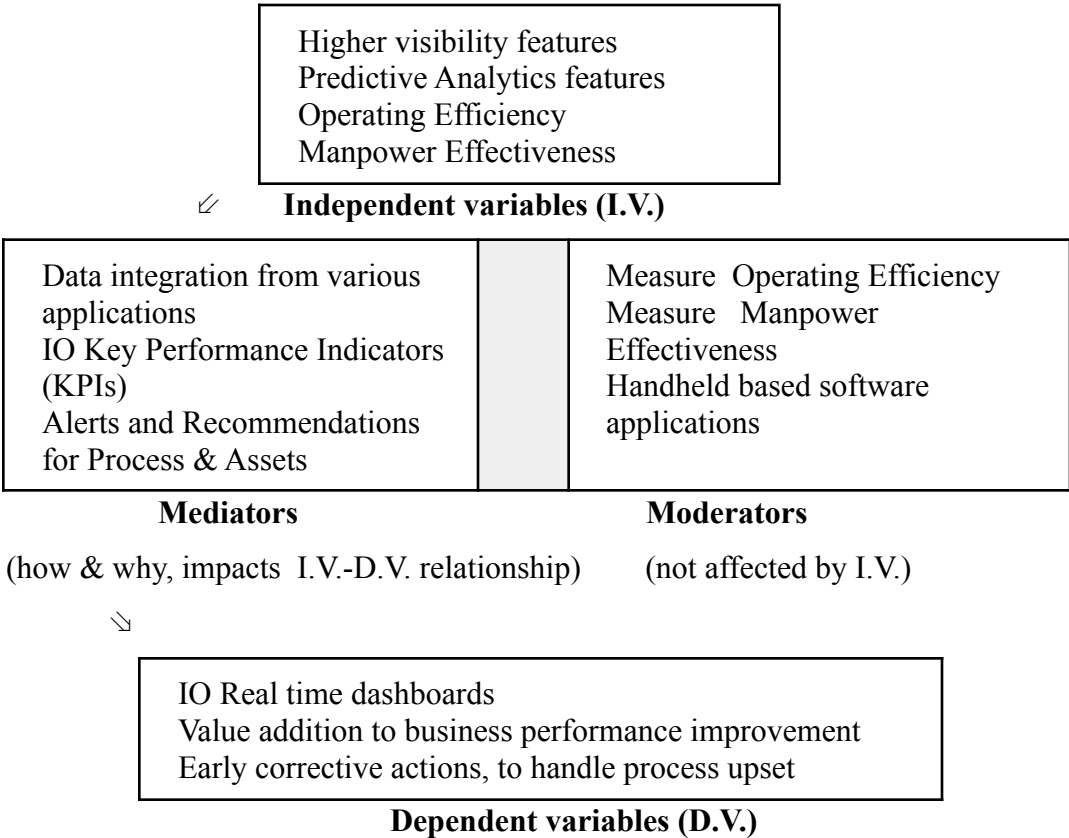 Higher visibility features
Predictive Analytics features
Operating Efficiency
Manpower Effectiveness
Independent variables (I.V.)
Data integration from various
applications
IO Key Performance Indicators
(KPIs)
Alerts and Recommendations
for Process & Assets
Measure Operating Efficiency
Measure Manpower
Effectiveness
Handheld based software
applications
Mediators
Moderators
(how & why, impacts I.V.-D.V. relationship)
(not affected by I.V.)
IO Real time dashboards
Value addition to business performance improvement
Early corrective actions, to handle process upset
Dependent variables (D.V.)